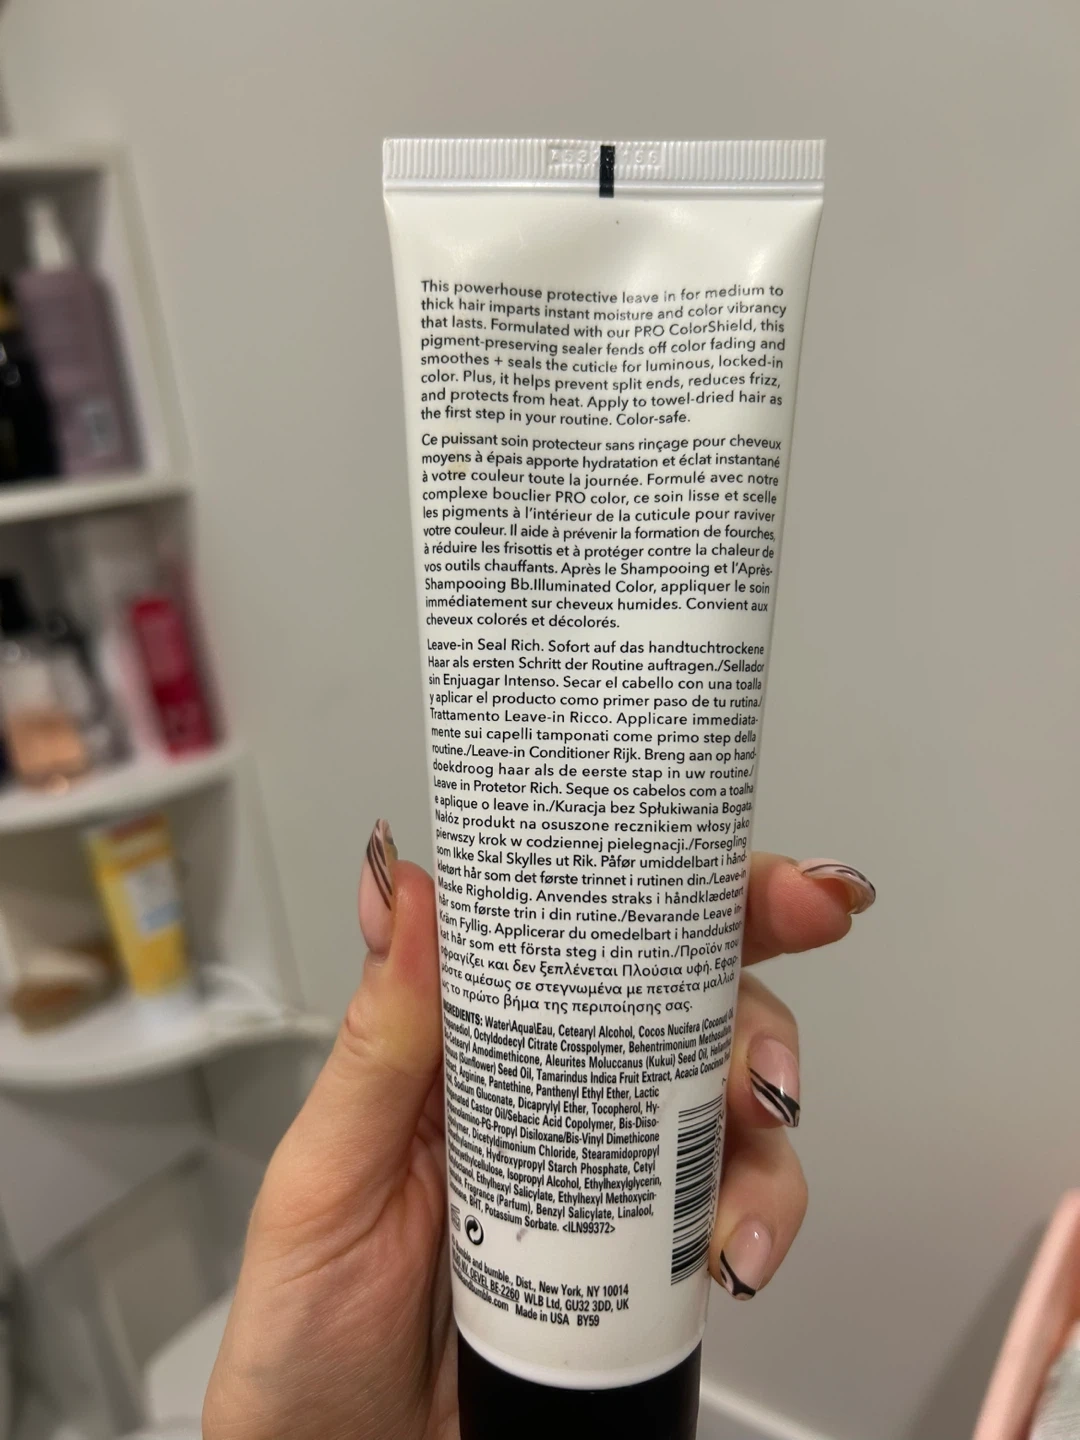 This powerhouse protective leave in for medium to
thick hair imparts instant moisture and color vibrancy
that lasts. Formulated with our PRO ColorShield, this
pigment-preserving sealer fends off color fading and
smoothes + seals the cuticle for luminous, locked-in
color. Plus, it helps prevent split ends, reduces frizz,
and protects from heat. Apply to towel-dried hair as
the first step in your routine. Color-safe.
Ce puissant soin protecteur sans rinçage pour cheveux
moyens à épais apporte hydratation et éclat instantané
à votre couleur toute la journée. Formulé avec notre
complexe bouclier PRO color, ce soin lisse et scelle
les pigments à l'intérieur de la cuticule pour raviver
votre couleur. Il aide à prévenir la formation de fourches,
à réduire les frisottis et à protéger contre la chaleur de
vos outils chauffants. Après le Shampooing et l'Après-
Shampooing Bb.Illuminated Color, appliquer le soin
immédiatement sur cheveux humides. Convient aux
cheveux colorés et décolorés.
Leave-in Seal Rich. Sofort auf das handtuchtrockene
Haar als ersten Schritt der Routine auftragen./Sellador
sin Enjuagar Intenso. Secar el cabello con una toalla
y aplicar el producto como primer paso de tu rutina./
Trattamento Leave-in Ricco. Applicare immediata-
mente sui capelli tamponati come primo step della
routine./Leave-in Conditioner Rijk. Breng aan op hand-
doekdroog haar als de eerste stap in uw routine./
Leave in Protetor Rich. Seque os cabelos com a toalha
e aplique o leave in./Kuracja bez Spłukiwania Bogata
Nałóż produkt na osuszone recznikiem włosy jako
pierwszy krok w codziennej pielegnacji./Forsegling
som Ikke Skal Skylles ut Rik. Påfør umiddelbart i hånd-
kletørt hår som det første trinnet i rutinen din./Leave-in
Maske Righoldig. Anvendes straks i håndklædetørt
hår som første trin i din rutine./Bevarande Leave in-
Kräm Fyllig. Applicerar du omedelbart i handdukstor-
kat hår som ett första steg i din rutin./Προϊόν που
σφραγίζει και δεν ξεπλένεται Πλούσια υφή. Εφαρ-
μόστε αμέσως σε στεγνωμένα με πετσέτα μαλλιά
ως το πρώτο βήμα της περιποίησης σας.
INGREDIENTS: Water\Aqua\Eau, Cetearyl Alcohol, Cocos Nucifera (Coconut)
Octyldodecyl Citrate Crosspolymer, Behentrimonium
Amodimethicone, Aleurites Moluccanus (Kukui) Seed Oil,
(Sunflower) Seed Oil, Tamarindus Indica Fruit Extract, Acacia Concinna
Arginine, Pantethine, Panthenyl Ethyl Ether, Lactic
Sodium Gluconate, Dicaprylyl Ether, Tocopherol, Hy-
Castor Oil/Sebacic Acid Copolymer, Bis-Diiso-
PG-Propyl Disiloxane/Bis-Vinyl Dimethicone
Dicetyldimonium Chloride, Stearamidopropyl
Hydroxypropyl Starch Phosphate, Cetyl
Isopropyl Alcohol, Ethylhexylglycerin,
Ethylhexyl Salicylate, Ethylhexyl Methoxycin-
Fragrance (Parfum), Benzyl Salicylate, Linalool,
BHT, Potassium Sorbate. <ILN99372>
bumble and bumble., Dist., New York, NY 10014
OEVEL BE-2260 WLB Ltd, GU32 3DD, UK
Made in USA BY59